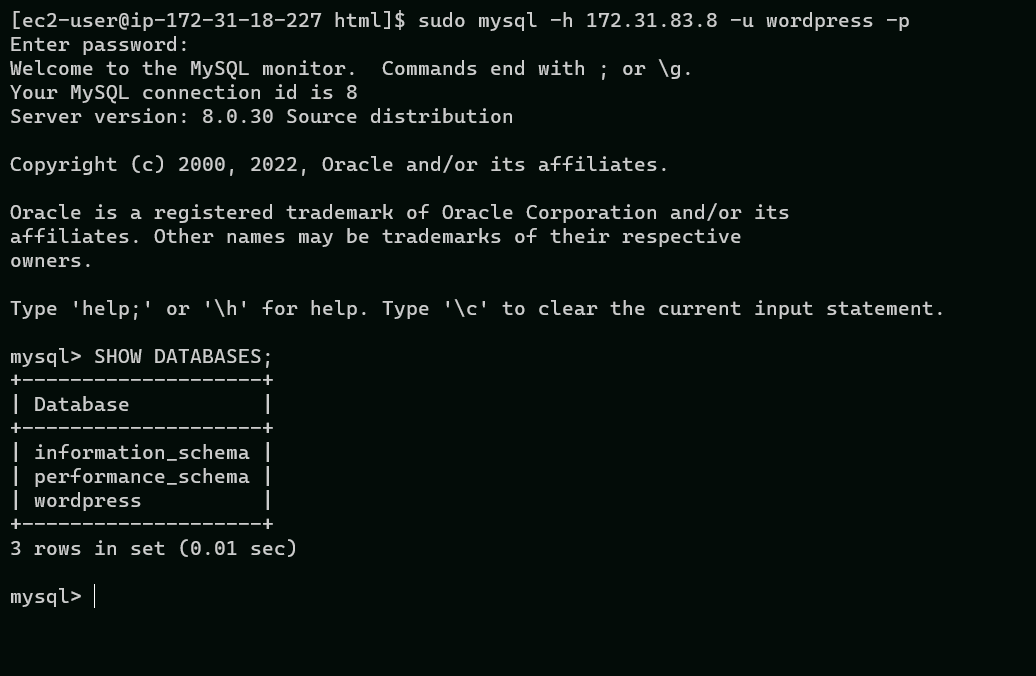 [ec2-user@ip-172-31-18-227 html]$ sudo mysql -h 172.31.83.8 -u wordpress -p
Enter password:
Welcome to the MySQL monitor.  Commands end with ; or \g.
Your MySQL connection id is 8
Server version: 8.0.30 Source distribution

Copyright (c) 2000, 2022, Oracle and/or its affiliates.

Oracle is a registered trademark of Oracle Corporation and/or its
affiliates. Other names may be trademarks of their respective
owners.

Type 'help;' or '\h' for help. Type '\c' to clear the current input statement.

mysql> SHOW DATABASES;
+--------------------+
| Database           |
+--------------------+
| information_schema |
| performance_schema |
| wordpress          |
+--------------------+
3 rows in set (0.01 sec)

mysql>